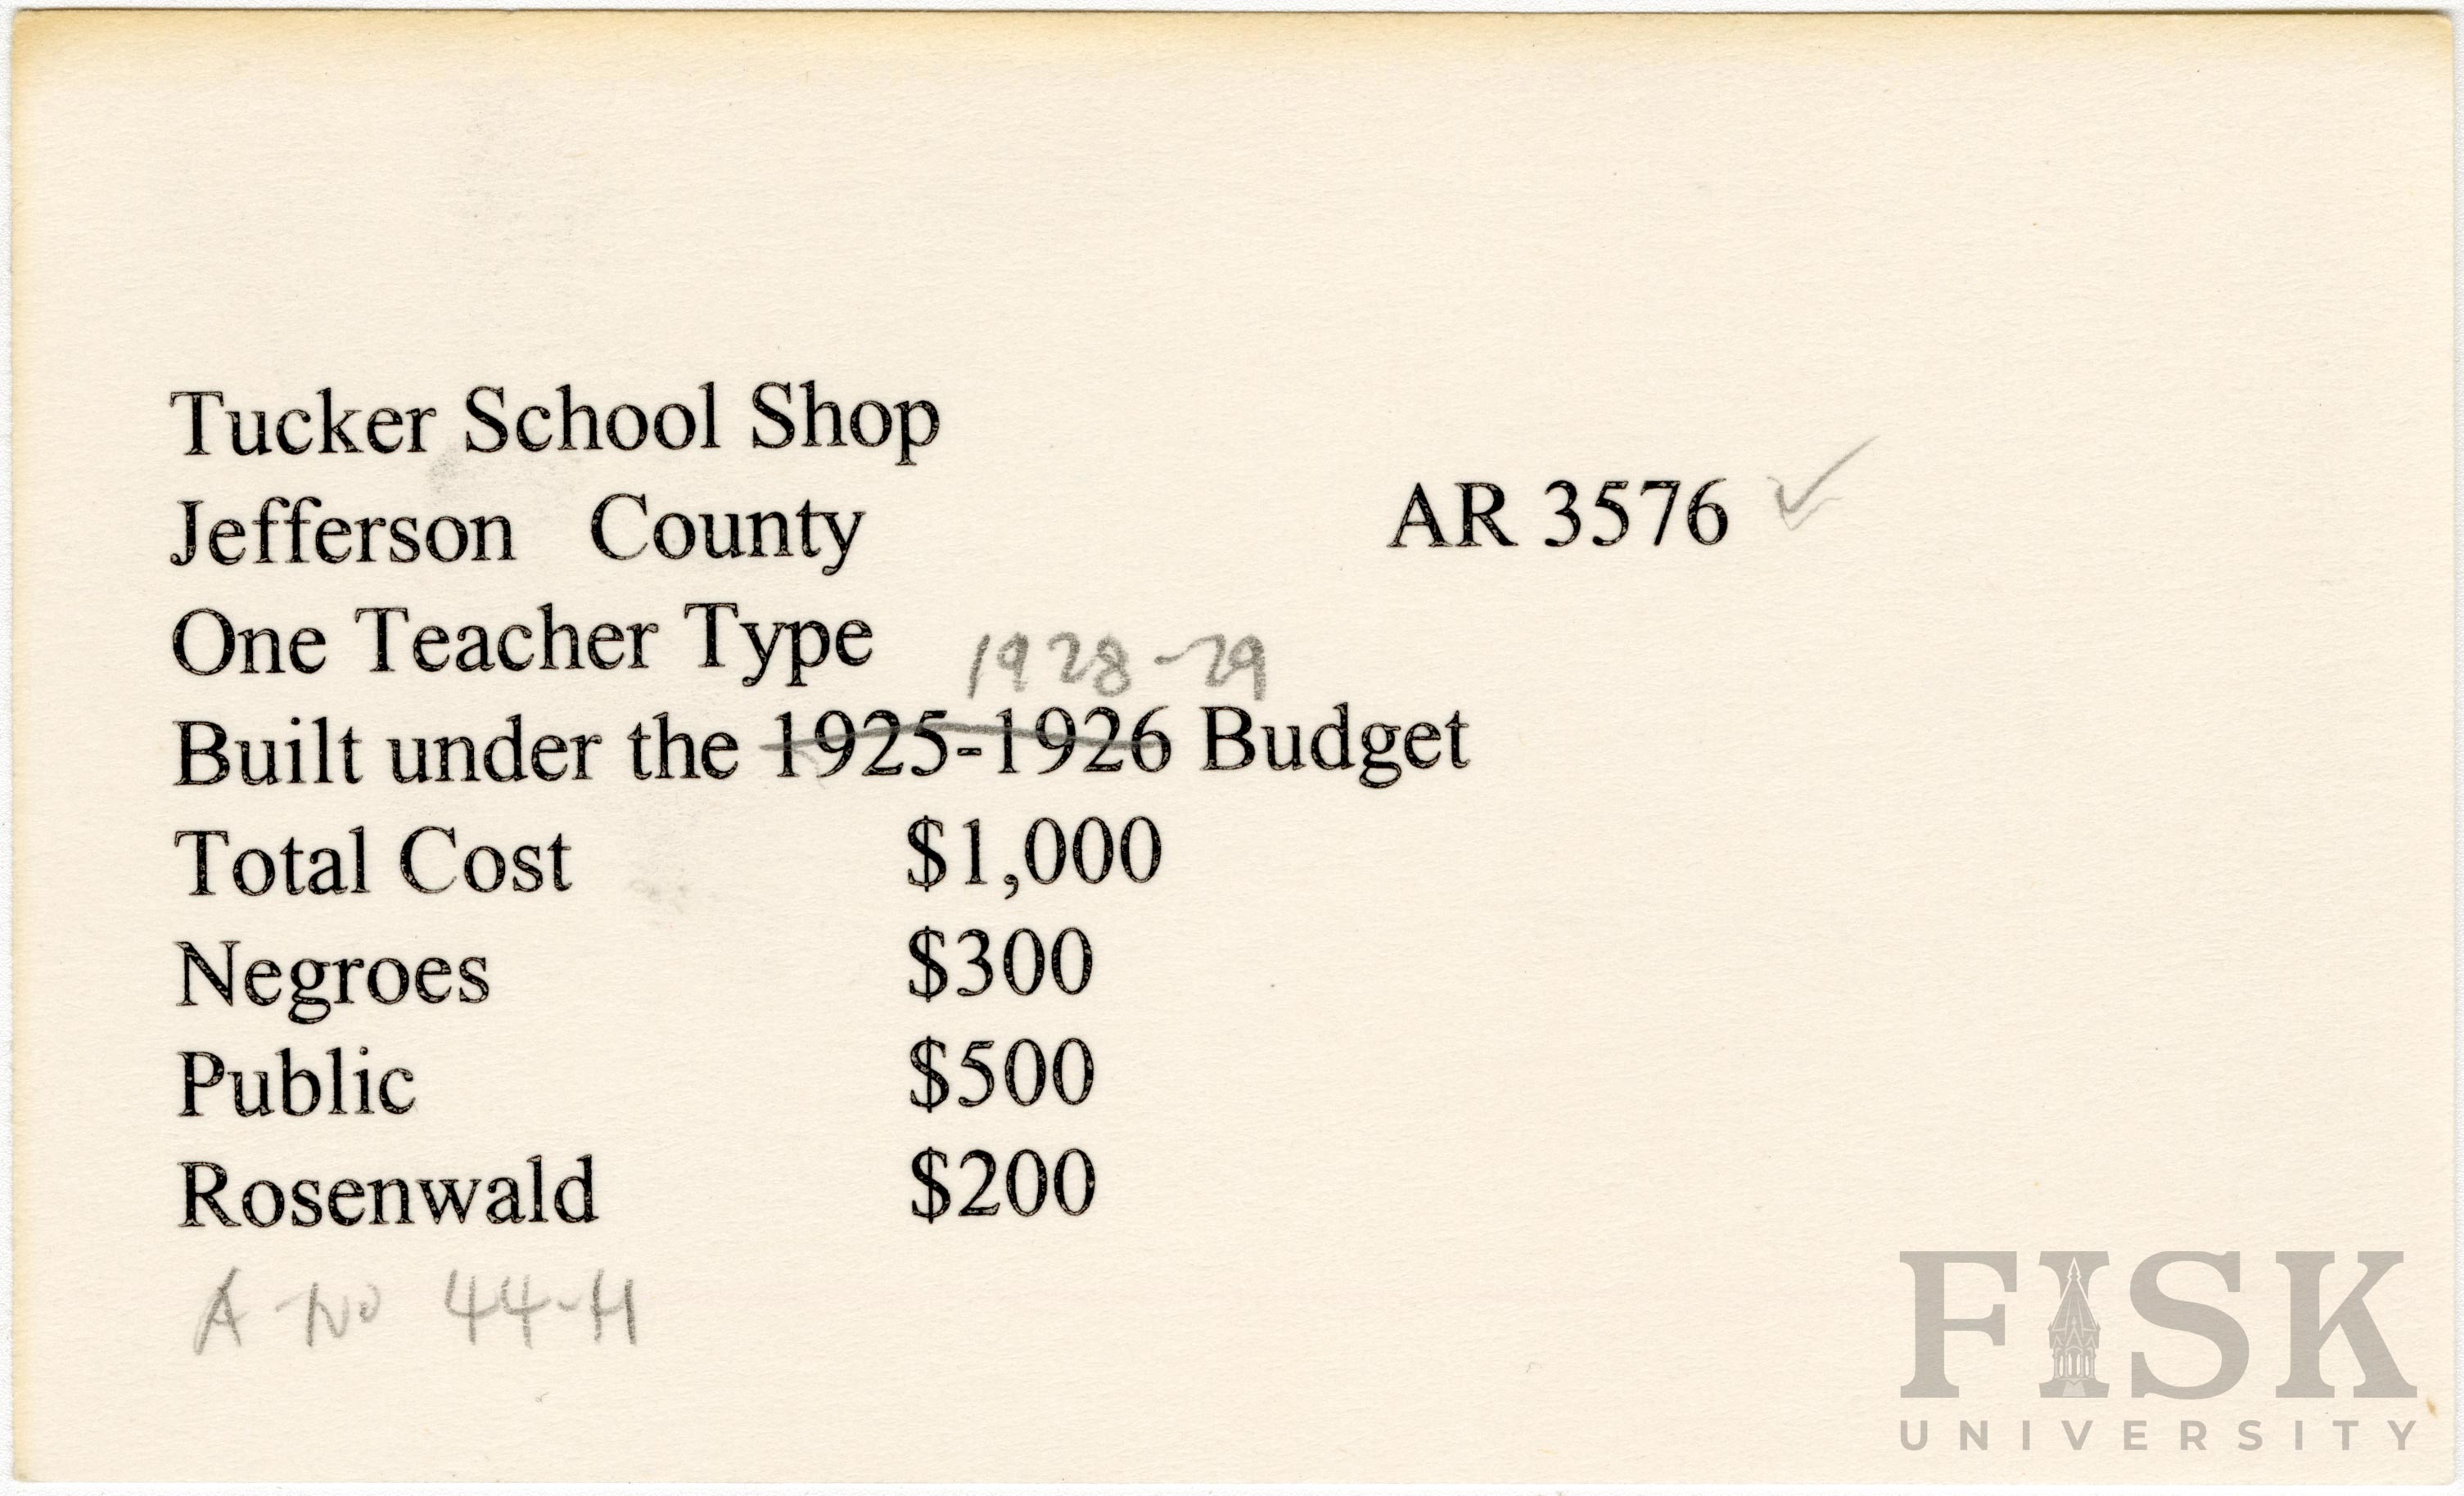 Tucker School Shop
Jefferson County
AR 3576 ✓
One Teacher Type
1928-29
Built under the 1925-1926 Budget
Total Cost $1,000
Negroes $300
Public $500
Rosenwald $200
A No 44-H
FISK
UNIVERSITY